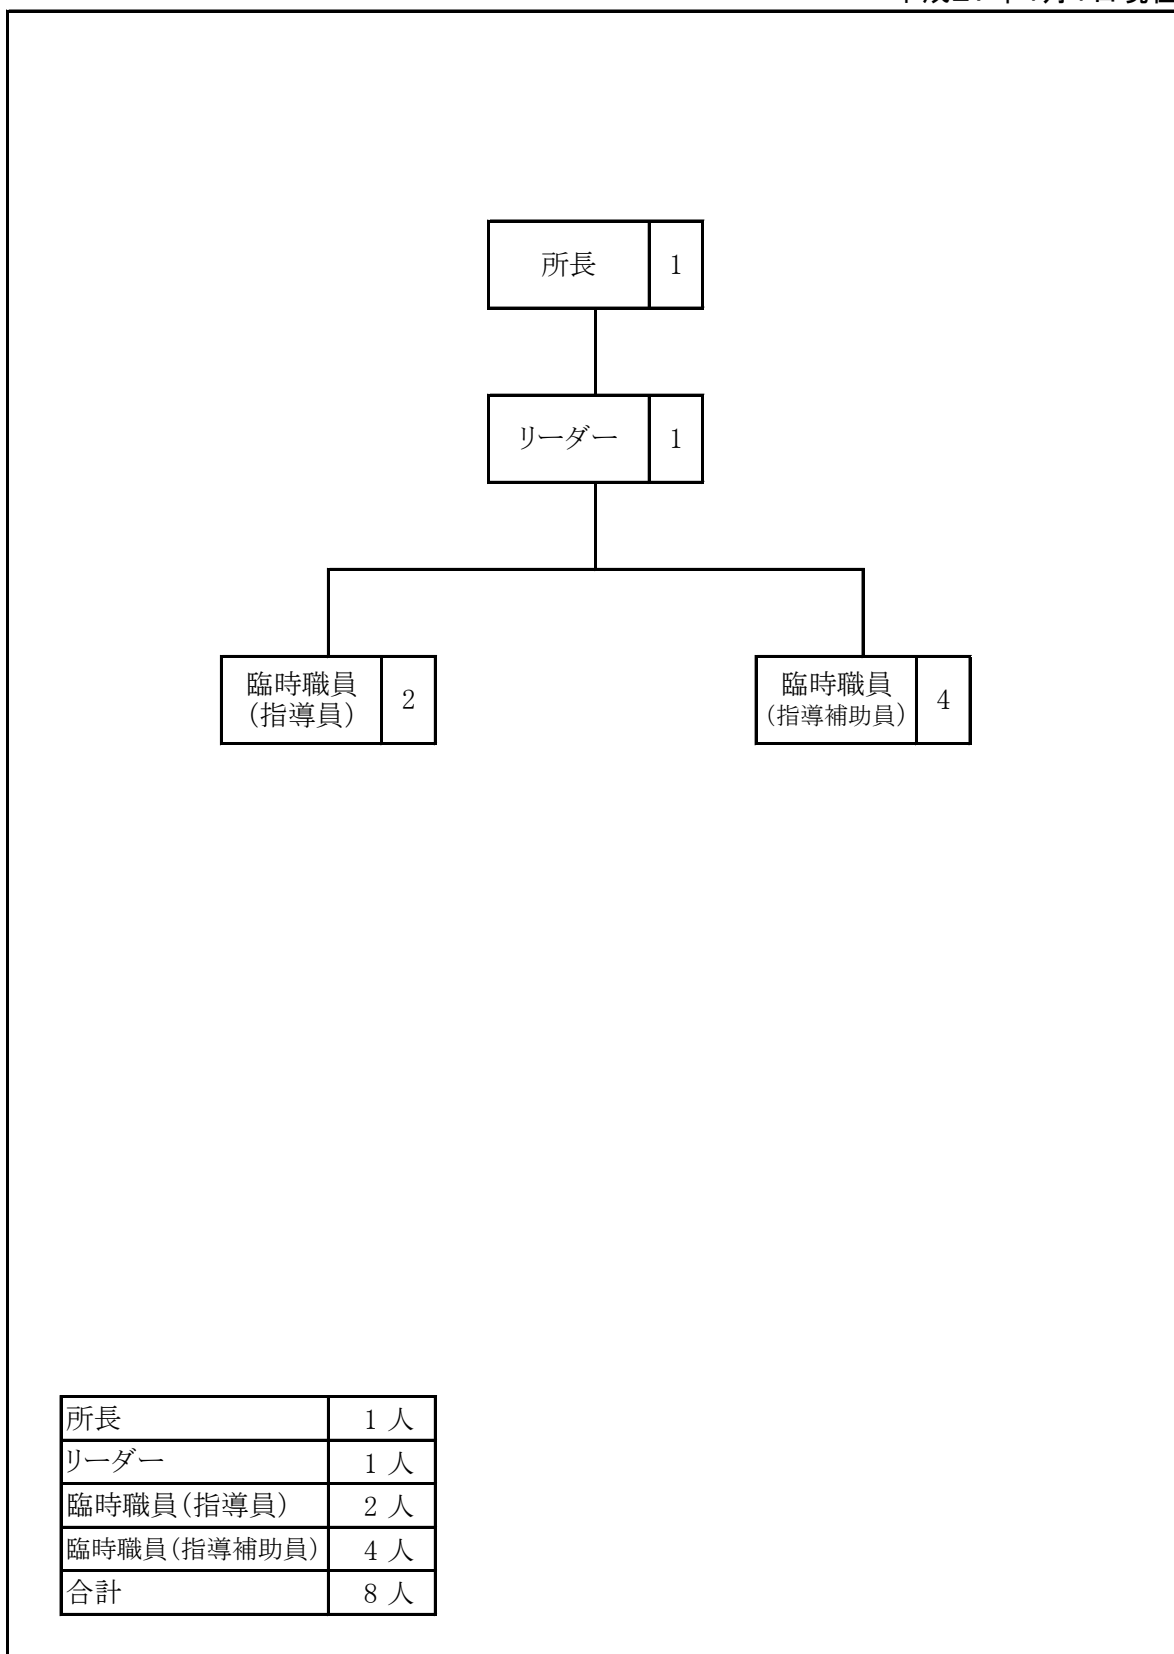 所長 1
リーダー 1
臨時職員 2
(指導員)
臨時職員 4
(指導補助員)
所長 1 人
リーダー 1 人
臨時職員(指導員) 2 人
臨時職員(指導補助員) 4 人
合計 8 人